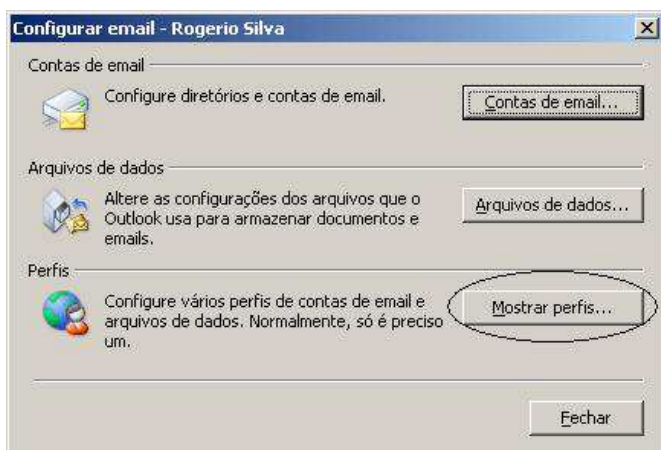 Configurar email - Rogerio Silva
Contas de email
Configure diretórios e contas de email.
Contas de email...
Arquivos de dados
Altere as configurações dos arquivos que o
Outlook usa para armazenar documentos e
emails.
Arquivos de dados...
Perfis
Configure vários perfis de contas de email e
arquivos de dados. Normalmente, só é preciso
um.
Mostrar perfis...
Fechar